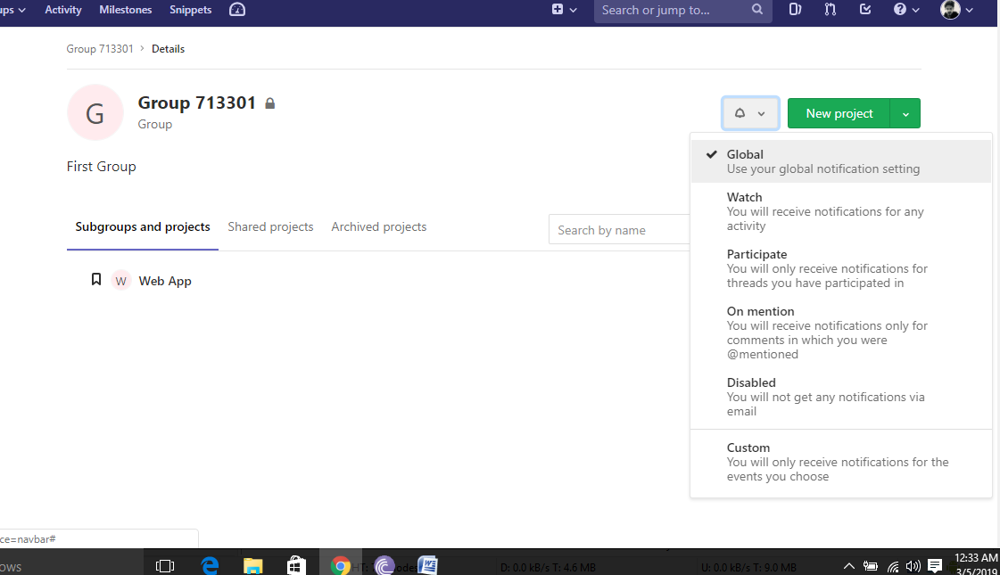 ups Activity Milestones Snippets Search or jump to...
Group 713301 > Details
G
Group 713301
Group
New project
First Group
Subgroups and projects Shared projects Archived projects
Search by name
W Web App
Global
Use your global notification setting
Watch
You will receive notifications for any
activity
Participate
You will only receive notifications for
threads you have participated in
On mention
You will receive notifications only for
comments in which you were
@mentioned
Disabled
You will not get any notifications via
email
Custom
You will only receive notifications for the
events you choose
ce=navbar#
ows
D: 0.0 kB/s T: 4.6 MB
U: 0.0 kB/s T: 9.0 MB
12:33 AM
3/5/2019